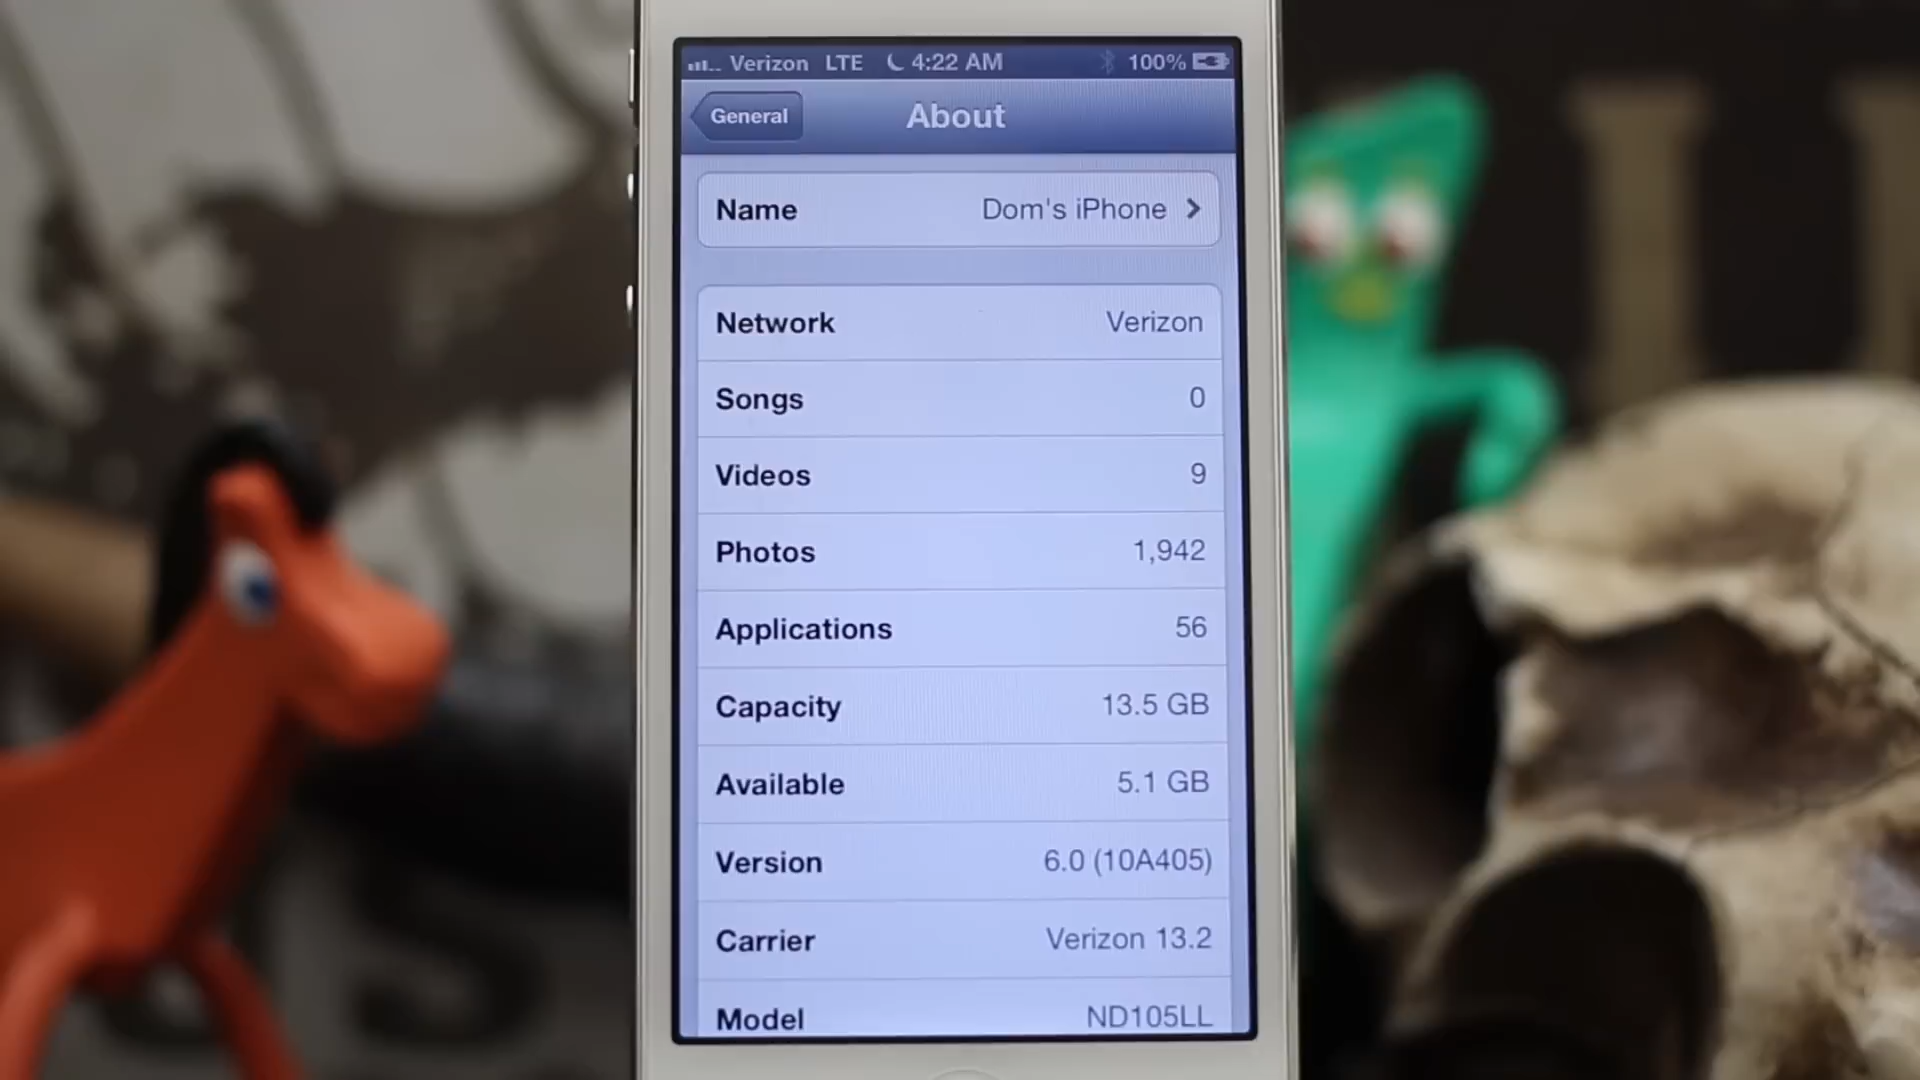 Verizon LTE 4:22 AM 100%
General About
Name Dom's iPhone
Network Verizon
Songs 0
Videos 9
Photos 1,942
Applications 56
Capacity 13.5 GB
Available 5.1 GB
Version 6.0 (10A405)
Carrier Verizon 13.2
Model ND105LL